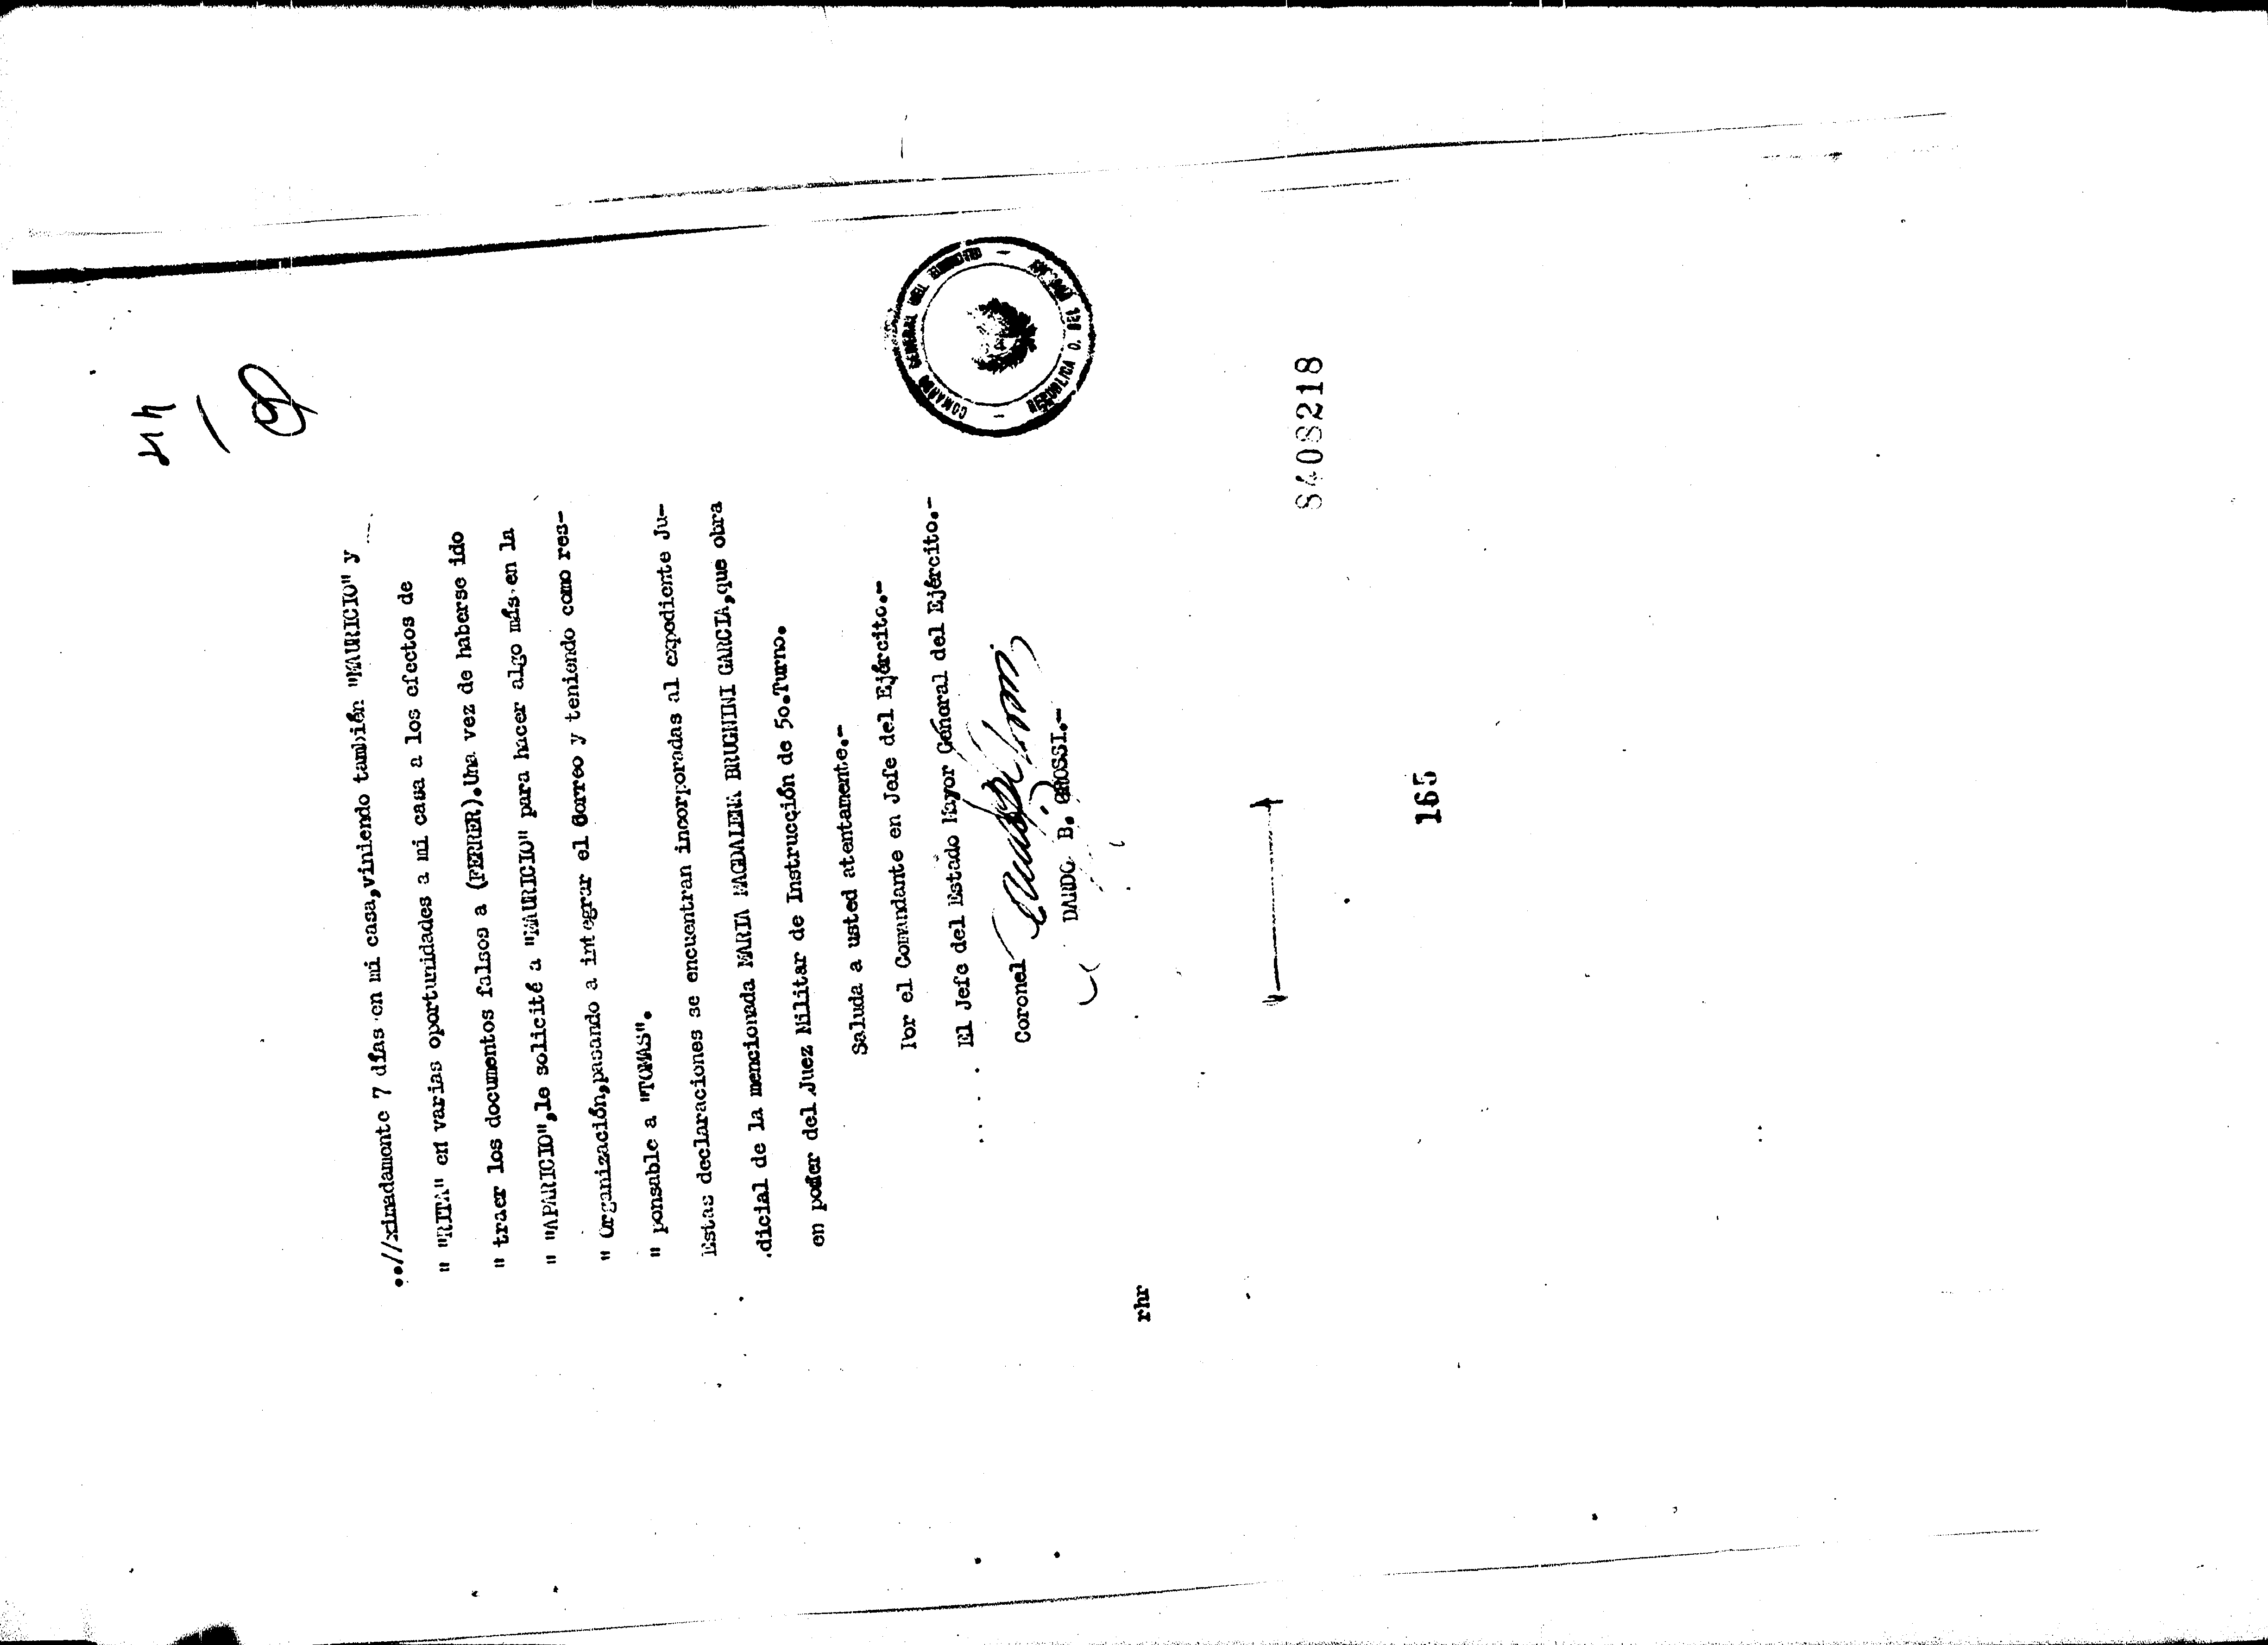 44
..//ximadamente 7 días en mi casa,viniendo también "MAURICIO" y
" "RITA" en varias oportunidades a mi casa a los efectos de
" traer los documentos falsos a (FERRER).Una vez de haberse ido
" "APARICIO",le solicité a "MAURICIO" para hacer algo más en la
" Organización,pasando a integrar el Correo y teniendo como res-
" ponsable a "TOMAS".
Estas declaraciones se encuentran incorporadas al expediente Ju-
dicial de la mencionada MARIA MAGDALENA BRUGNINI GARCIA,que obra
en poder del Juez Militar de Instrucción de 5o.Turno.
Saluda a usted atentamente.-
Por el Comandante en Jefe del Ejército.-
El Jefe del Estado Mayor General del Ejército.-
Coronel
DARDO B. GROSSI.-
COMANDO GENERAL DEL EJERCITO
REPUBLICA O. DEL URUGUAY
rhr
8408218
165